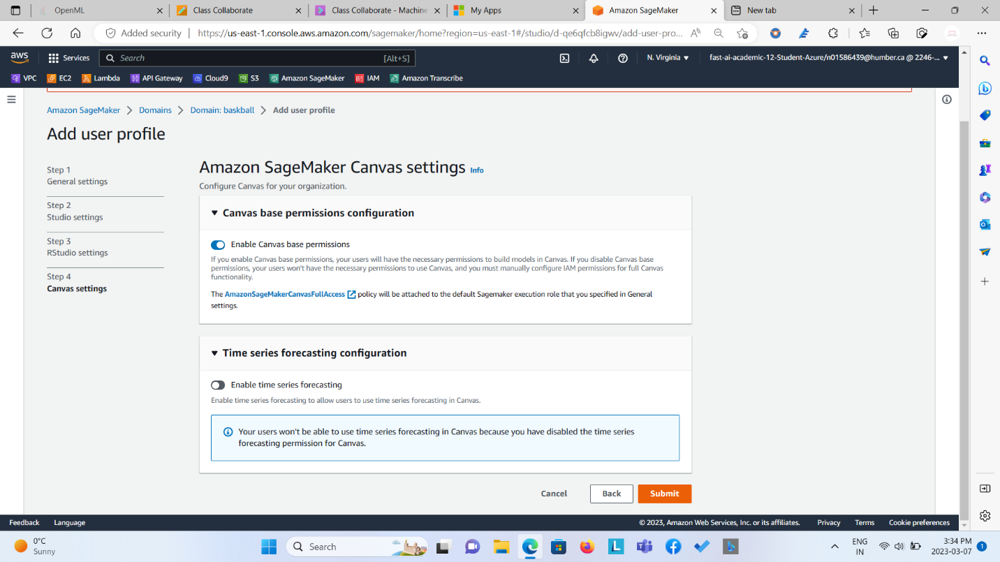 OpenML
Class Collaborate
Class Collaborate - Machine
My Apps
Amazon SageMaker
New tab
Added security
https://us-east-1.console.aws.amazon.com/sagemaker/home?region=us-east-1#/studio/d-qe6qfcb8igwv/add-user-pro...
aws
Services
Search
[Alt+S]
N. Virginia
fast-ai-academic-12-Student-Azure/n01586439@humber.ca @ 2246-...
VPC
EC2
Lambda
API Gateway
Cloud9
S3
Amazon SageMaker
IAM
Amazon Transcribe
Amazon SageMaker
Domains
Domain: baskball
Add user profile
Add user profile
Step 1
General settings
Step 2
Studio settings
Step 3
RStudio settings
Step 4
Canvas settings
Amazon SageMaker Canvas settings Info
Configure Canvas for your organization.
Canvas base permissions configuration
Enable Canvas base permissions
If you enable Canvas base permissions, your users will have the necessary permissions to build models in Canvas. If you disable Canvas base
permissions, your users won't have the necessary permissions to use Canvas, and you must manually configure IAM permissions for full Canvas
functionality.
The AmazonSageMakerCanvasFullAccess policy will be attached to the default Sagemaker execution role that you specified in General
settings.
Time series forecasting configuration
Enable time series forecasting
Enable time series forecasting to allow users to use time series forecasting in Canvas.
Your users won't be able to use time series forecasting in Canvas because you have disabled the time series
forecasting permission for Canvas.
Cancel
Back
Submit
Feedback
Language
© 2023, Amazon Web Services, Inc. or its affiliates.
Privacy
Terms
Cookie preferences
0°C
Sunny
Search
ENG
IN
3:34 PM
2023-03-07
1